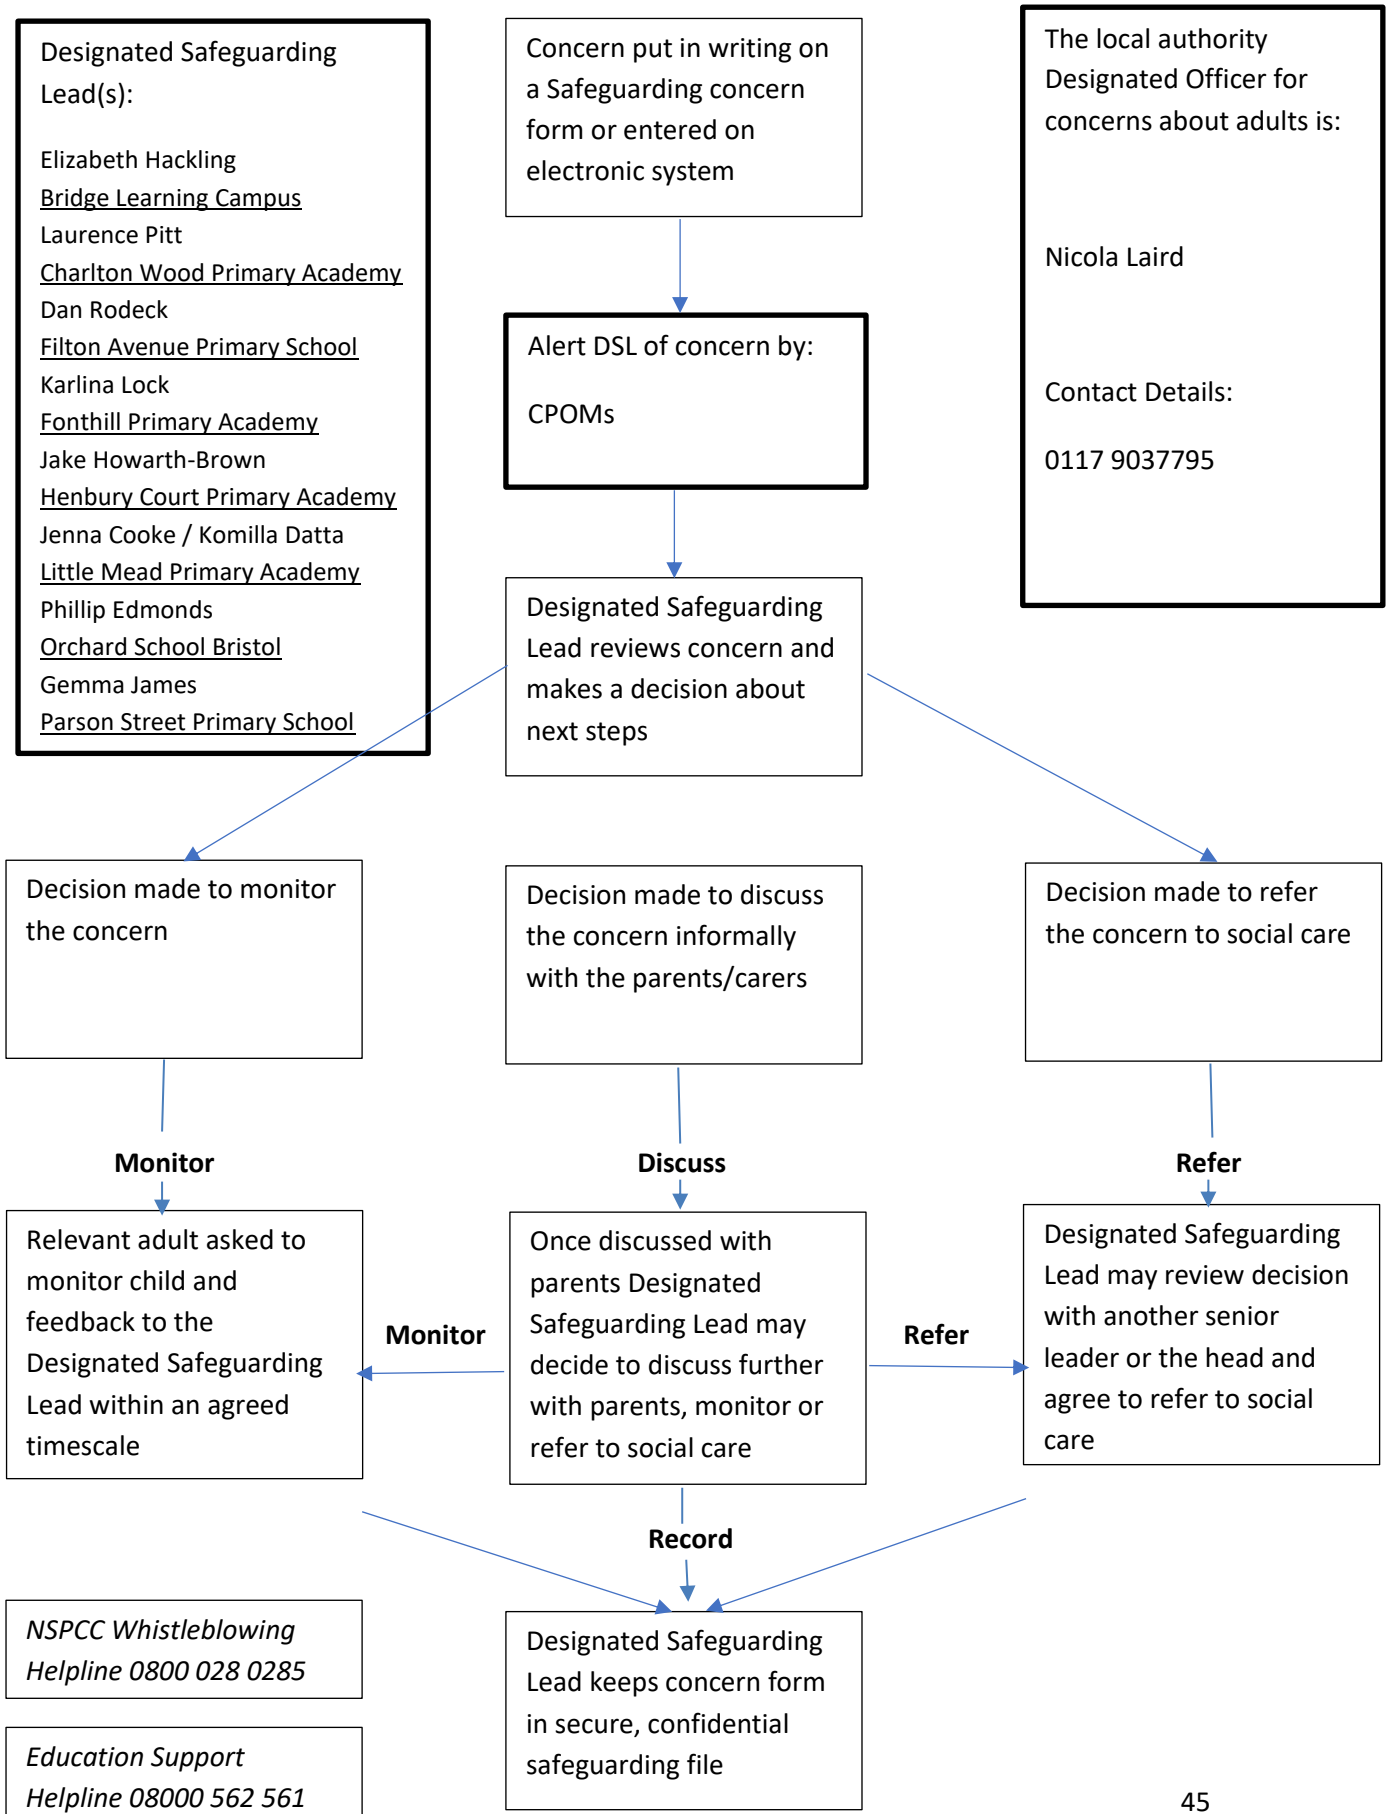 Designated Safeguarding
Lead(s):
Elizabeth Hackling
Bridge Learning Campus
Laurence Pitt
Charlton Wood Primary Academy
Dan Rodeck
Filton Avenue Primary School
Karlina Lock
Fonthill Primary Academy
Jake Howarth-Brown
Henbury Court Primary Academy
Jenna Cooke / Komilla Datta
Little Mead Primary Academy
Phillip Edmonds
Orchard School Bristol
Gemma James
Parson Street Primary School
Concern put in writing on
a Safeguarding concern
form or entered on
electronic system
The local authority
Designated Officer for
concerns about adults is:
Nicola Laird
Contact Details:
0117 9037795
Alert DSL of concern by:
CPOMs
Designated Safeguarding
Lead reviews concern and
makes a decision about
next steps
Decision made to monitor
the concern
Decision made to discuss
the concern informally
with the parents/carers
Decision made to refer
the concern to social care
Monitor
Discuss
Refer
Relevant adult asked to
monitor child and
feedback to the
Designated Safeguarding
Lead within an agreed
timescale
Monitor
Once discussed with
parents Designated
Safeguarding Lead may
decide to discuss further
with parents, monitor or
refer to social care
Refer
Designated Safeguarding
Lead may review decision
with another senior
leader or the head and
agree to refer to social
care
Record
NSPCC Whistleblowing
Helpline 0800 028 0285
Designated Safeguarding
Lead keeps concern form
in secure, confidential
safeguarding file
Education Support
Helpline 08000 562 561
45